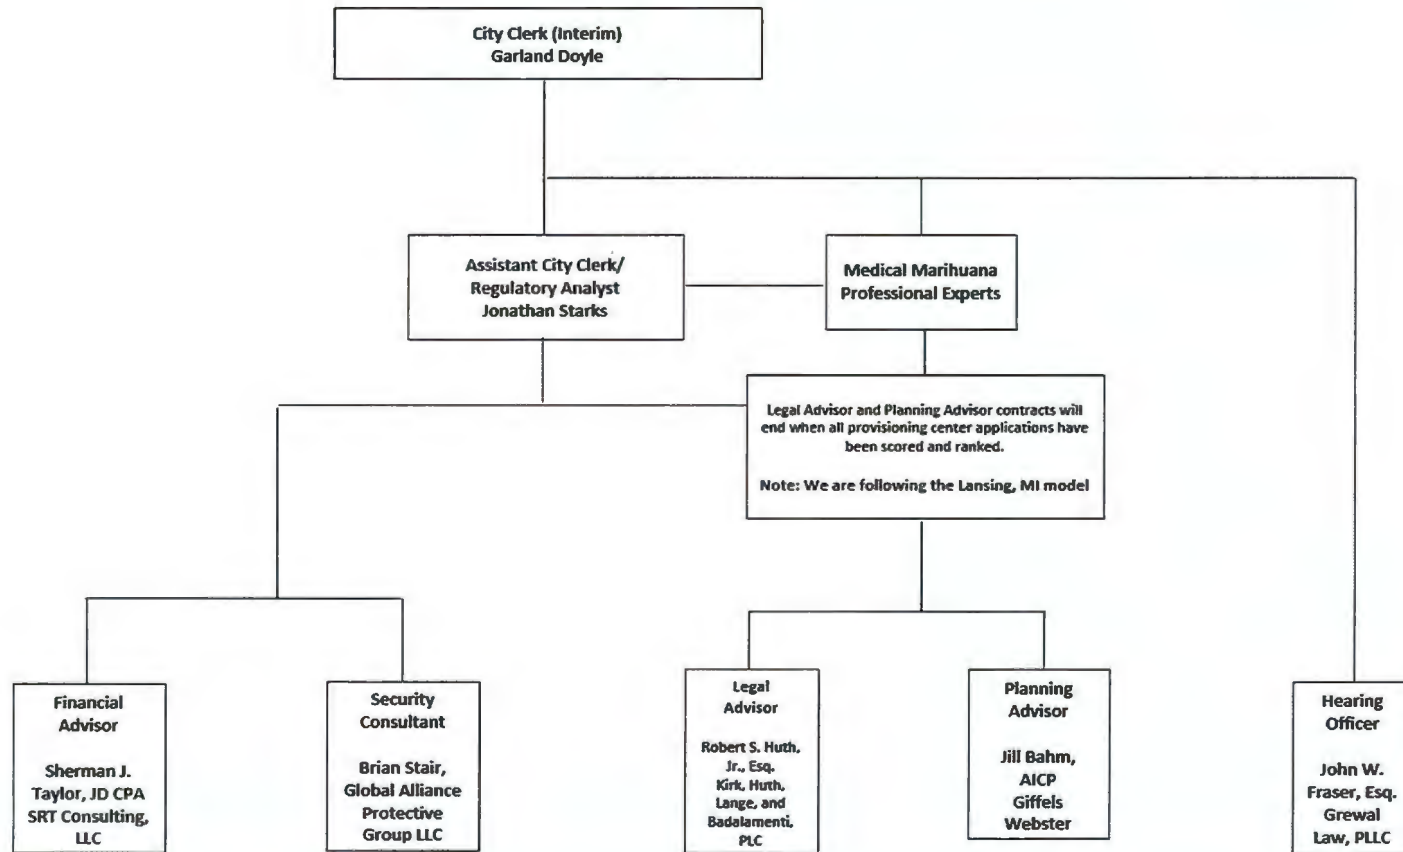 City Clerk (Interim)
Garland Doyle
Assistant City Clerk/
Regulatory Analyst
Jonathan Starks
Medical Marihuana
Professional Experts
Legal Advisor and Planning Advisor contracts will
end when all provisioning center applications have
been scored and ranked.
Note: We are following the Lansing, MI model
Financial
Advisor
Sherman J.
Taylor, JD CPA
SRT Consulting,
LLC
Security
Consultant
Brian Stair,
Global Alliance
Protective
Group LLC
Legal
Advisor
Robert S. Huth,
Jr., Esq.
Kirk, Huth,
Lange, and
Badalamenti,
PLC
Planning
Advisor
Jill Bahm,
AICP
Giffels
Webster
Hearing
Officer
John W.
Fraser, Esq.
Grewal
Law, PLLC